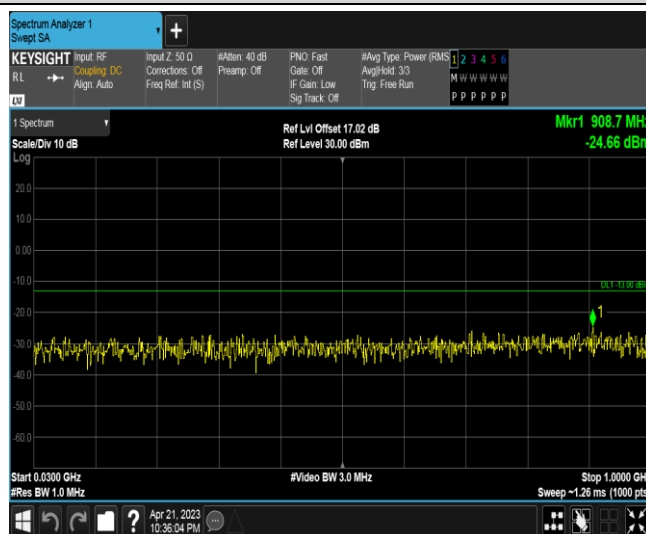 Spectrum Analyzer 1
Swept SA
+
KEYSIGHT
RL
LXI
Input: RF
Coupling: DC
Align: Auto
Input Z: 50 Ω
Corrections: Off
Freq Ref: Int (S)
#Atten: 40 dB
Preamp: Off
PNO: Fast
Gate: Off
IF Gain: Low
Sig Track: Off
#Avg Type: Power (RMS
Avg|Hold: 3/3
Trig: Free Run
1 2 3 4 5 6
M W W W W W
P P P P P P
1 Spectrum
Scale/Div 10 dB
Log
Ref Lvl Offset 17.02 dB
Ref Level 30.00 dBm
Mkr1 908.7 MHz
-24.66 dBm
20.0
10.0
0.00
-10.0
DL1 -13.00 dBm
-20.0
1
-30.0
-40.0
-50.0
-60.0
Start 0.0300 GHz
#Res BW 1.0 MHz
#Video BW 3.0 MHz
Stop 1.0000 GHz
Sweep ~1.26 ms (1000 pts
?
Apr 21, 2023
10:36:04 PM